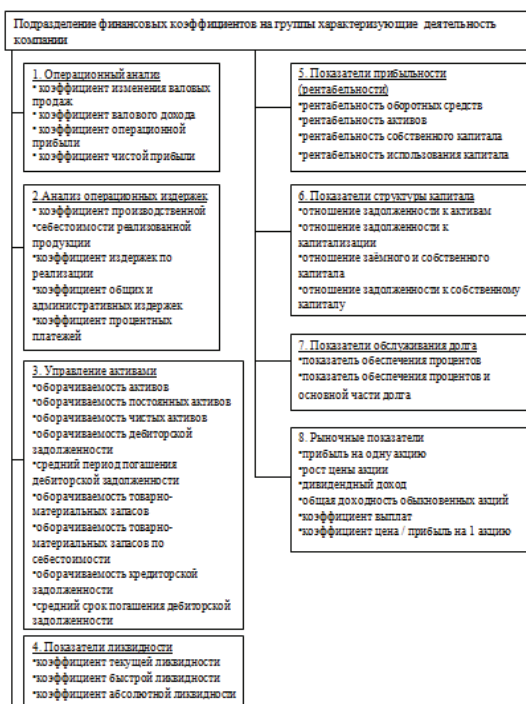 Подразделение финансовых коэффициентов на группы характеризующие деятельность
компании
1. Операционный анализ
• коэффициент изменения валовых
продаж
• коэффициент валового дохода
• коэффициент операционной
прибыли
• коэффициент чистой прибыли
2 Анализ операционных издержек
• коэффициент производственной
•себестоимости реализованной
продукции
•коэффициент издержек по
реализации
•коэффициент общих и
административных издержек
•коэффициент процентных
платежей
3. Управление активами
•оборачиваемость активов
•оборачиваемость постоянных активов
•оборачиваемость чистых активов
•оборачиваемость дебиторской
задолженности
•средний период погашения
дебиторской задолженности
•оборачиваемость товарно-
материальных запасов
•оборачиваемость товарно-
материальных запасов по
себестоимости
•оборачиваемость кредиторской
задолженности
•средний срок погашения дебиторской
задолженности
4. Показатели ликвидности
•коэффициент текущей ликвидности
•коэффициент быстрой ликвидности
•коэффициент абсолютной ликвидности
5. Показатели прибыльности
(рентабельности)
•рентабельность оборотных средств
•рентабельность активов
•рентабельность собственного капитала
•рентабельность использования капитала
6. Показатели структуры капитала
•отношение задолженности к активам
•отношение задолженности к
капитализации
•отношение заёмного и собственного
капитала
•отношение задолженности к собственному
капиталу
7. Показатели обслуживания долга
•показатель обеспечения процентов
•показатель обеспечения процентов и
основной части долга
8. Рыночные показатели
•прибыль на одну акцию
•рост цены акции
•дивидендный доход
•общая доходность обыкновенных акций
•коэффициент выплат
•коэффициент цена / прибыль на 1 акцию